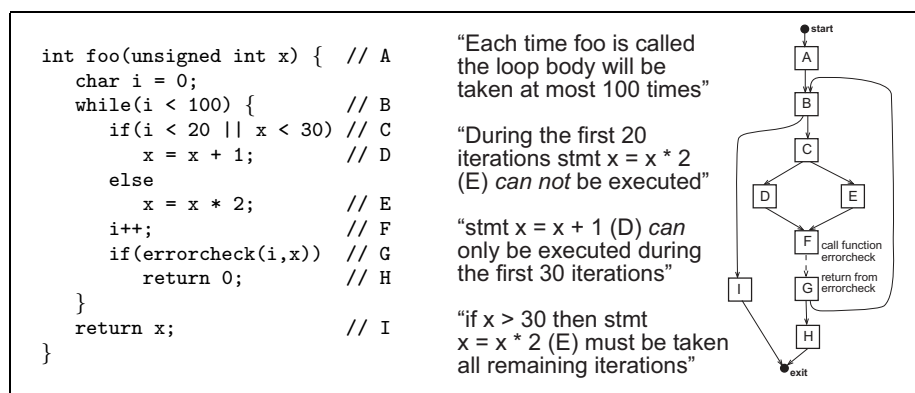 int foo(unsigned int x) { // A
char i = 0;
while(i < 100) { // B
if(i < 20 || x < 30) // C
x = x + 1; // D
else
x = x * 2; // E
i++; // F
if(errorcheck(i,x)) // G
return 0; // H
}
return x; // I
}
“Each time foo is called
the loop body will be
taken at most 100 times”
“During the first 20
iterations stmt x = x * 2
(E) can not be executed”
“stmt x = x + 1 (D) can
only be executed during
the first 30 iterations”
“if x > 30 then stmt
x = x * 2 (E) must be taken
all remaining iterations”
start
A
B
C
D E
F call function
errorcheck
return from
errorcheck
I G
H
exit